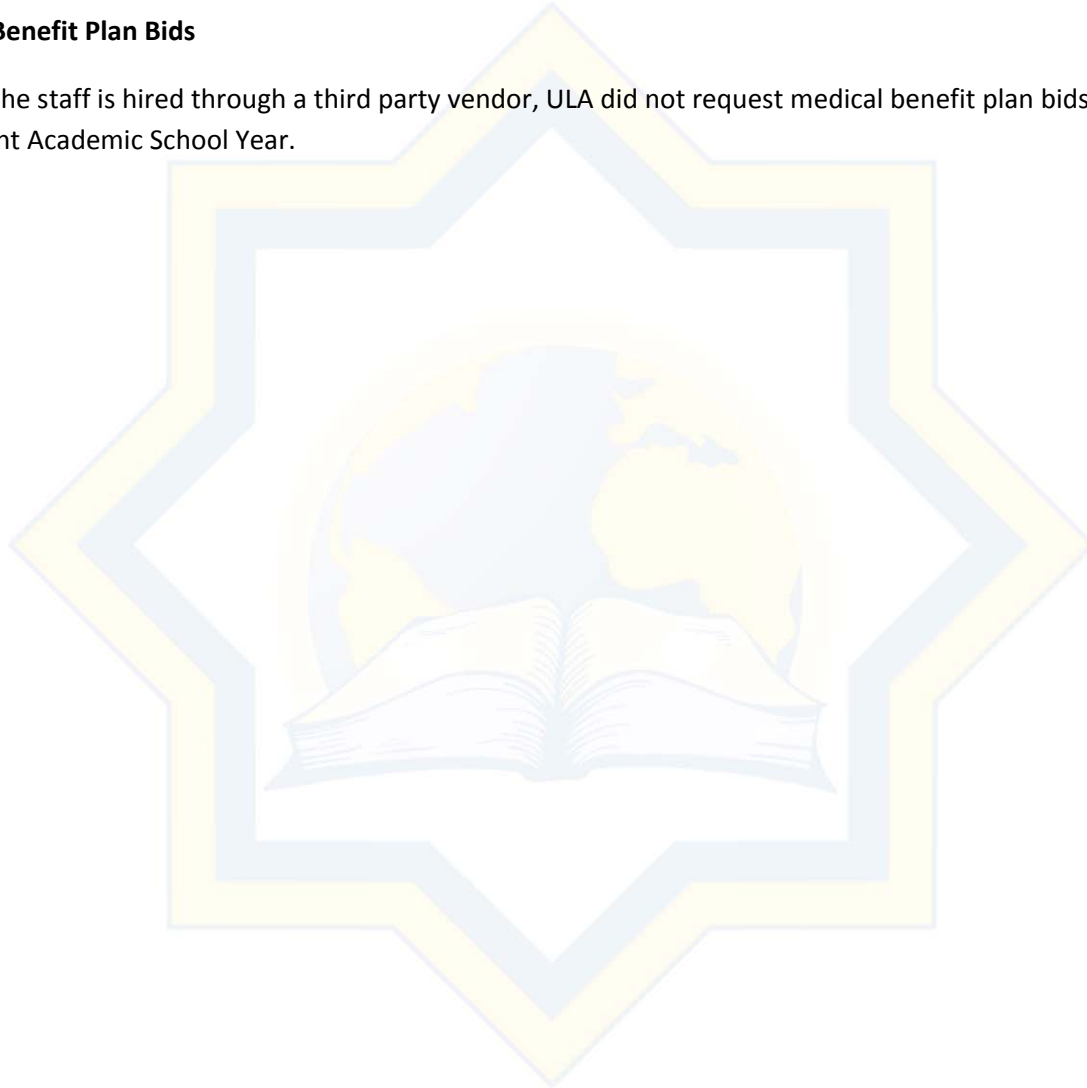 Benefit Plan Bids
he staff is hired through a third party vendor, ULA did not request medical benefit plan bids
nt Academic School Year.